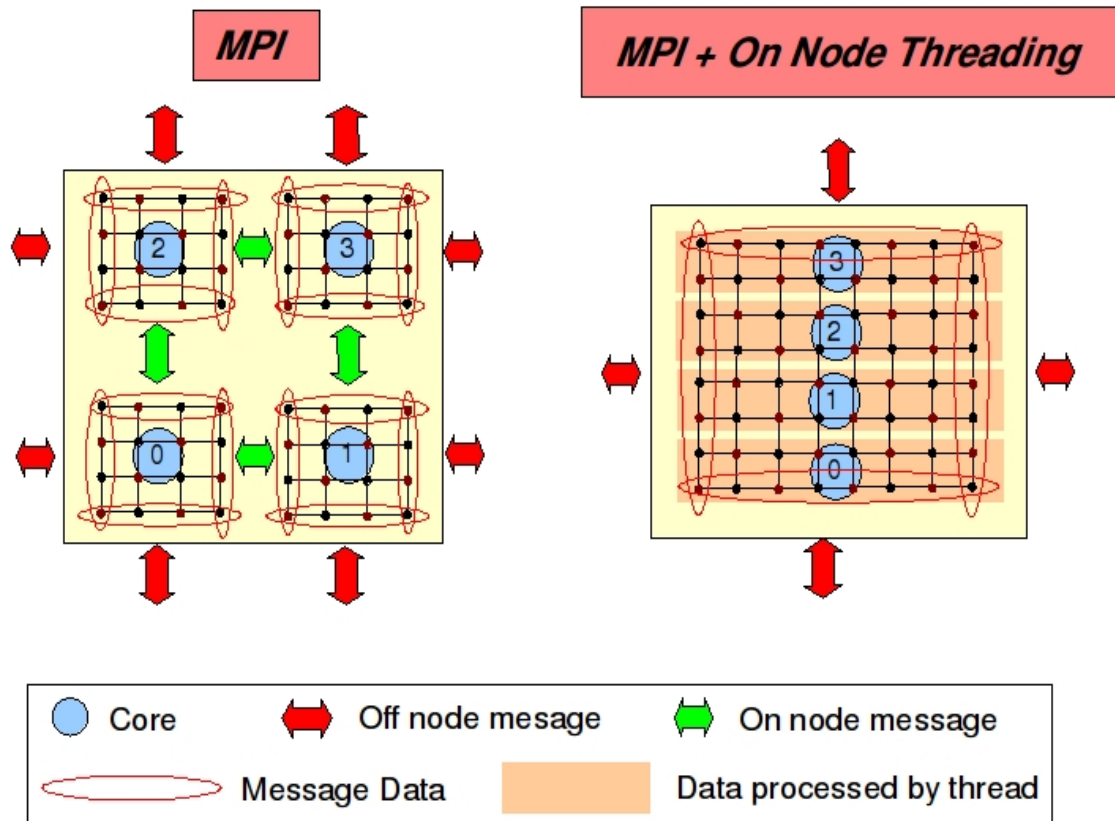 MPI
MPI + On Node Threading
2
3
0
1
3
2
1
0
Core
Off node mesage
On node message
Message Data
Data processed by thread